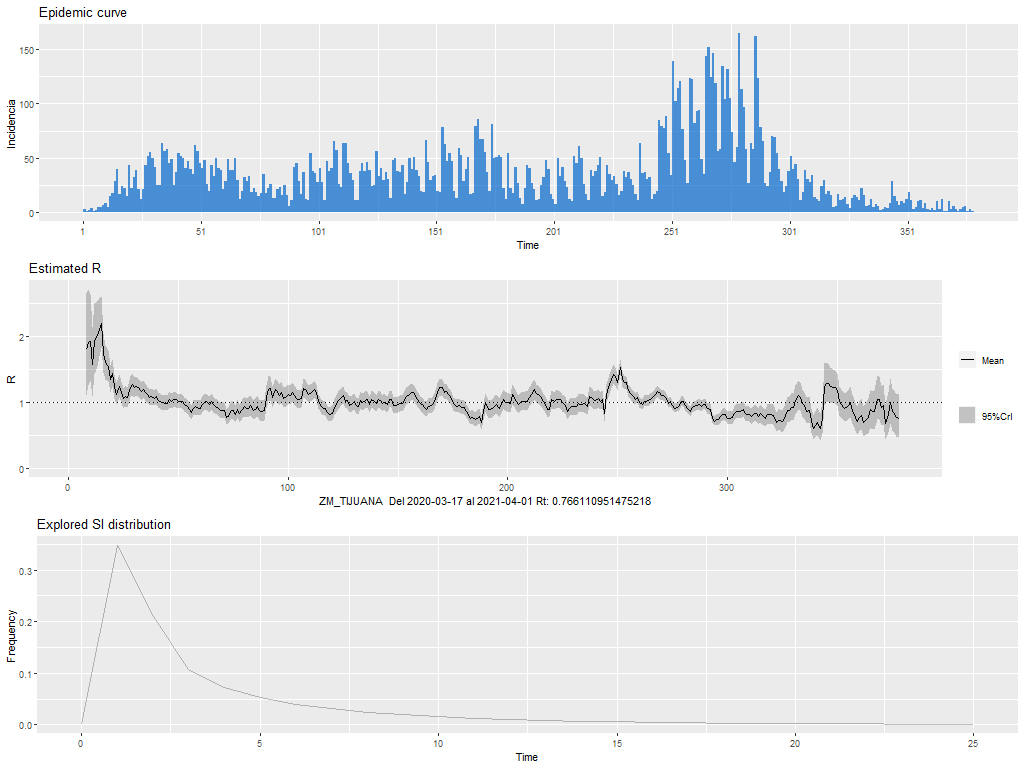 Epidemic curve
150
100
50
0
Incidencia
1 51 101 151 201 251 301 351
Time
Estimated R
2
1
0
R
0 100 200 300
ZM_TIJUANA Del 2020-03-17 al 2021-04-01 Rt: 0.766110951475218
Mean
95%CrI
Explored SI distribution
0.3
0.2
0.1
0.0
Frequency
0 5 10 15 20 25
Time